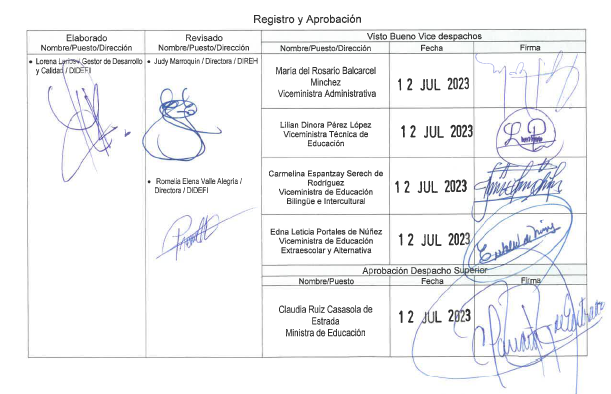 Registro y Aprobación
Elaborado
Nombre/Puesto/Dirección
Revisado
Nombre/Puesto/Dirección
Visto Bueno Vice despachos
Nombre/Puesto/Dirección
Fecha
Firma
• Lorena Gestor de Desarrollo
y Calidad / DIDEFI
• Judy Marroquín / Directora / DIREH
• Romelia Elena Valle Alegría /
Directora / DIDEFI
María del Rosario Balcarcel
Minchez
Viceministra Administrativa
12 JUL 2023
Lilian Dinora Pérez López
Viceministra Técnica de
Educación
12 JUL 2023
Carmelina Espantzay Serech de
Rodríguez
Viceministra de Educación
Bilingüe e Intercultural
12 JUL 2023
Edna Leticia Portales de Núñez
Viceministra de Educación
Extraescolar y Alternativa
12 JUL 2023
Aprobación Despacho Superior
Nombre/Puesto
Fecha
Firma
Claudia Ruíz Casasola de
Estrada
Ministra de Educación
12 JUL 2023